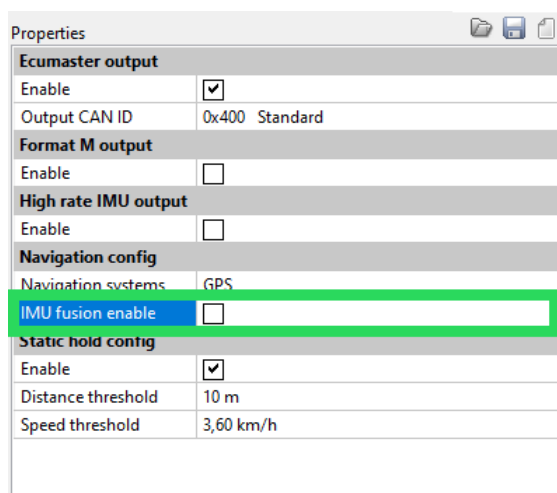 Properties
Ecumaster output
Enable
Output CAN ID 0x400 Standard
Format M output
Enable
High rate IMU output
Enable
Navigation config
Navigation systems GPS
IMU fusion enable
Static hold config
Enable
Distance threshold 10 m
Speed threshold 3,60 km/h